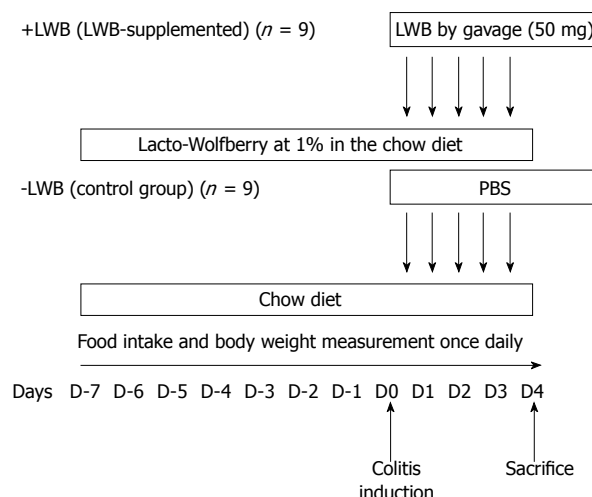 +LWB (LWB-supplemented) (n = 9)
LWB by gavage (50 mg)
Lacto-Wolfberry at 1% in the chow diet
-LWB (control group) (n = 9)
PBS
Chow diet
Food intake and body weight measurement once daily
Days D-7 D-6 D-5 D-4 D-3 D-2 D-1 D0 D1 D2 D3 D4
Colitis
induction
Sacrifice